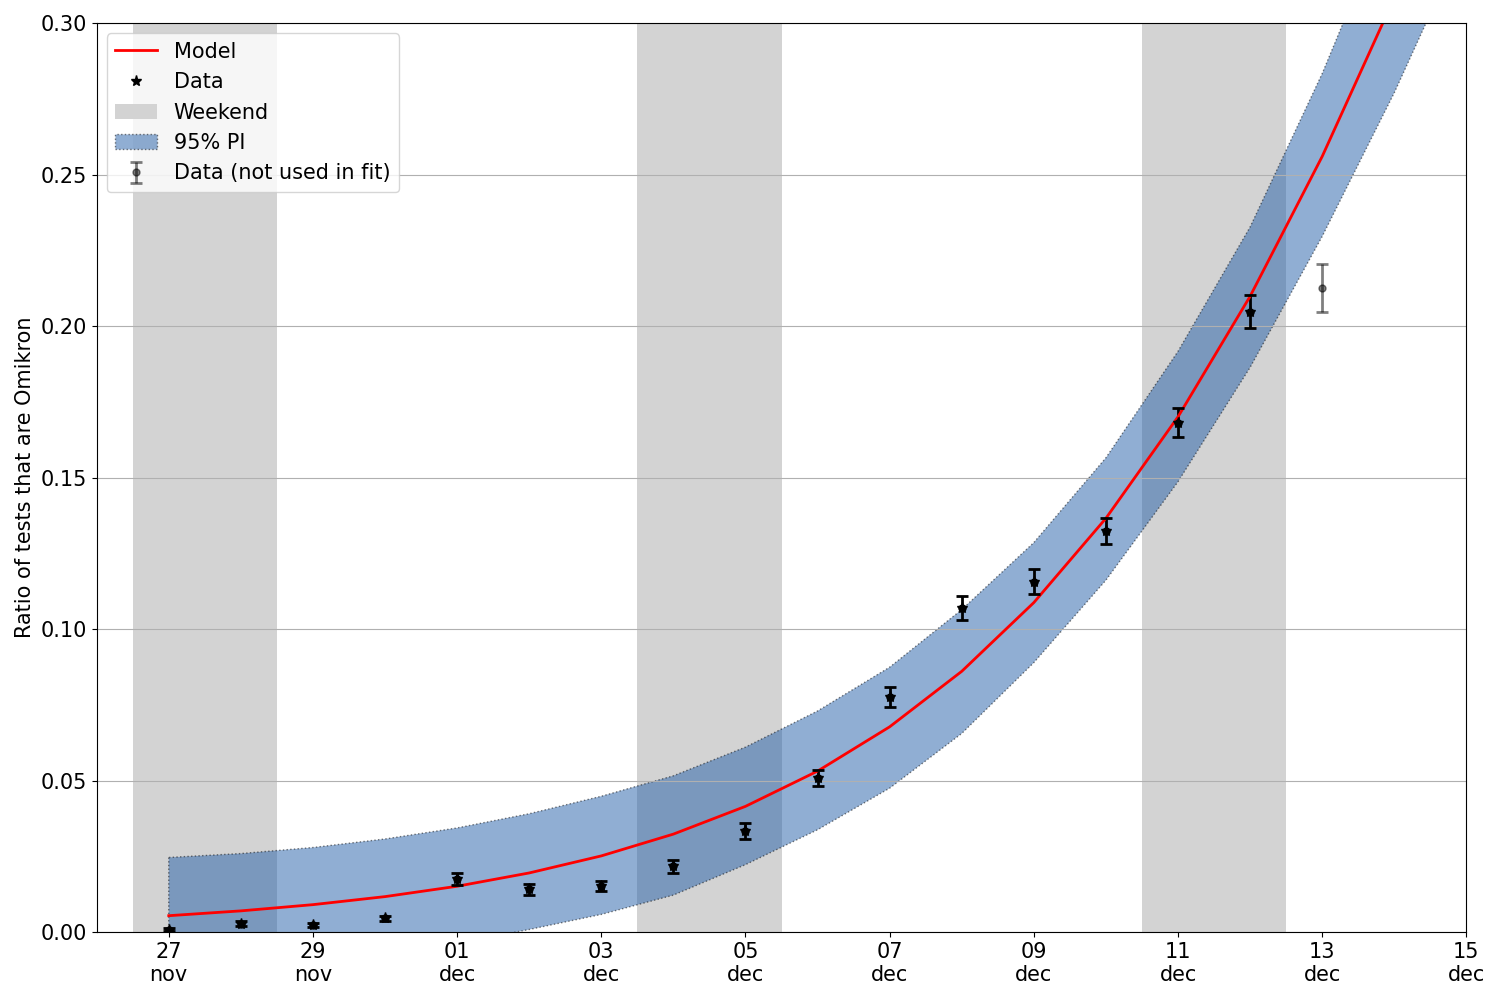 0.30
0.25
0.20
0.15
0.10
0.05
0.00
Ratio of tests that are Omikron
Model
Data
Weekend
95% PI
Data (not used in fit)
27 29 01 03 05 07 09 11 13 15
nov nov dec dec dec dec dec dec dec dec